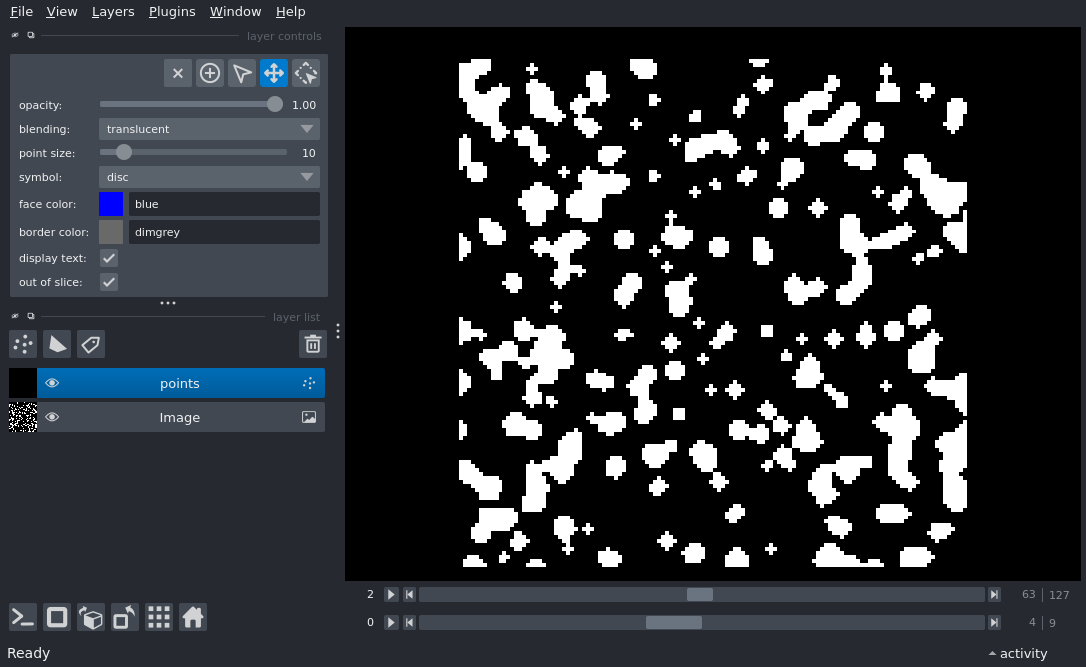 File View Layers Plugins Window Help
layer controls
opacity: 1.00
blending: translucent
point size: 10
symbol: disc
face color: blue
border color: dimgrey
display text:
out of slice:
layer list
points
Image
2 63 127
0 4 9
Ready activity